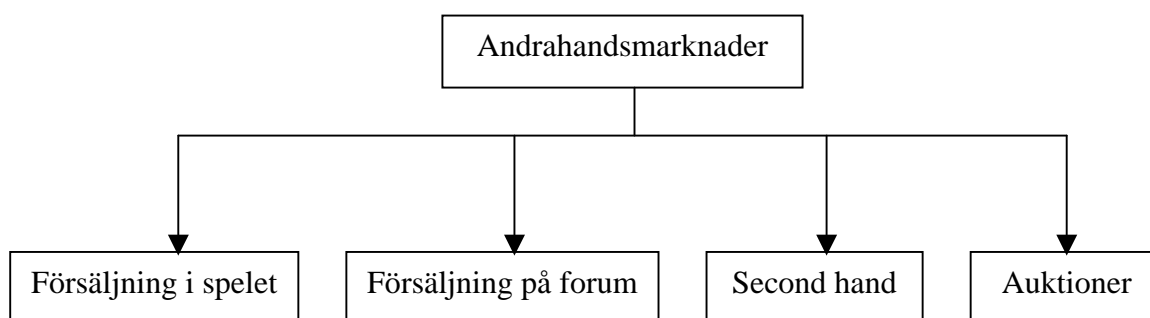 Andrahandsmarknader
Försäljning i spelet
Försäljning på forum
Second hand
Auktioner